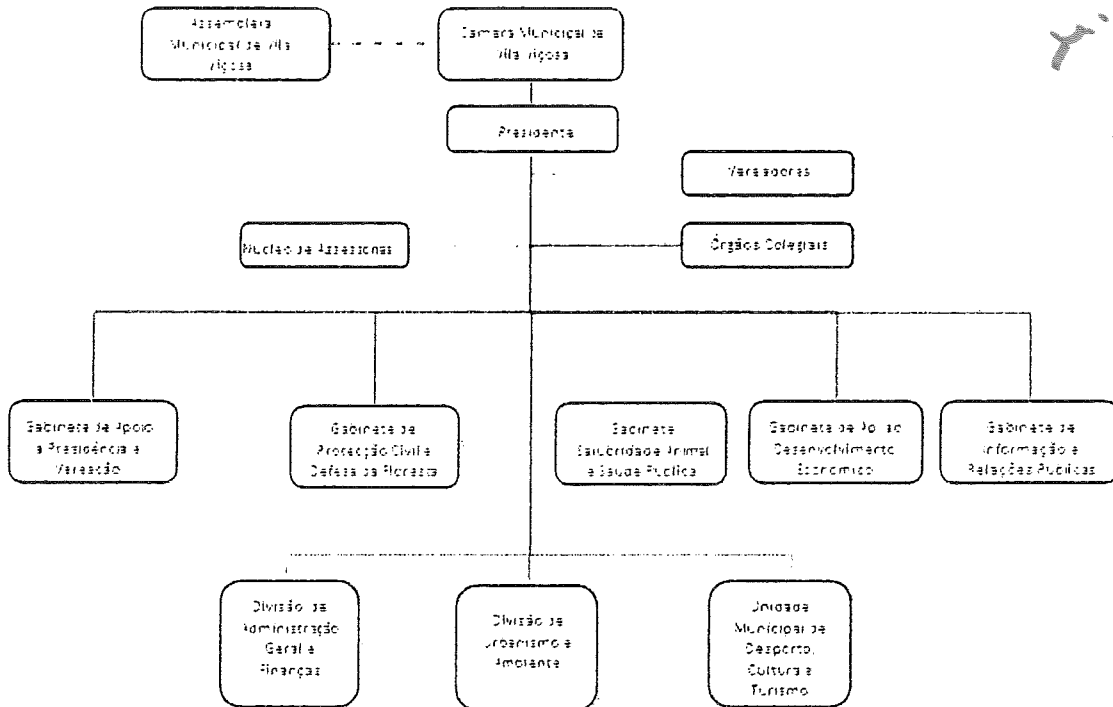 Assembleia
Municipal de Vila
Viçosa
Câmara Municipal de
Vila Viçosa
Presidente
Vereadores
Núcleo de Assessorias
Órgãos Colegiais
Gabinete de Apoio
à Presidência e
Vereação
Gabinete de
Protecção Civil e
Defesa da Floresta
Gabinete
Salubridade Animal
e Saúde Pública
Gabinete de Ap. ao
Desenvolvimento
Económico
Gabinete de
Informação e
Relações Públicas
Divisão de
Administração
Geral e
Finanças
Divisão de
Urbanismo e
Ambiente
Unidade
Municipal de
Desporto,
Cultura e
Turismo